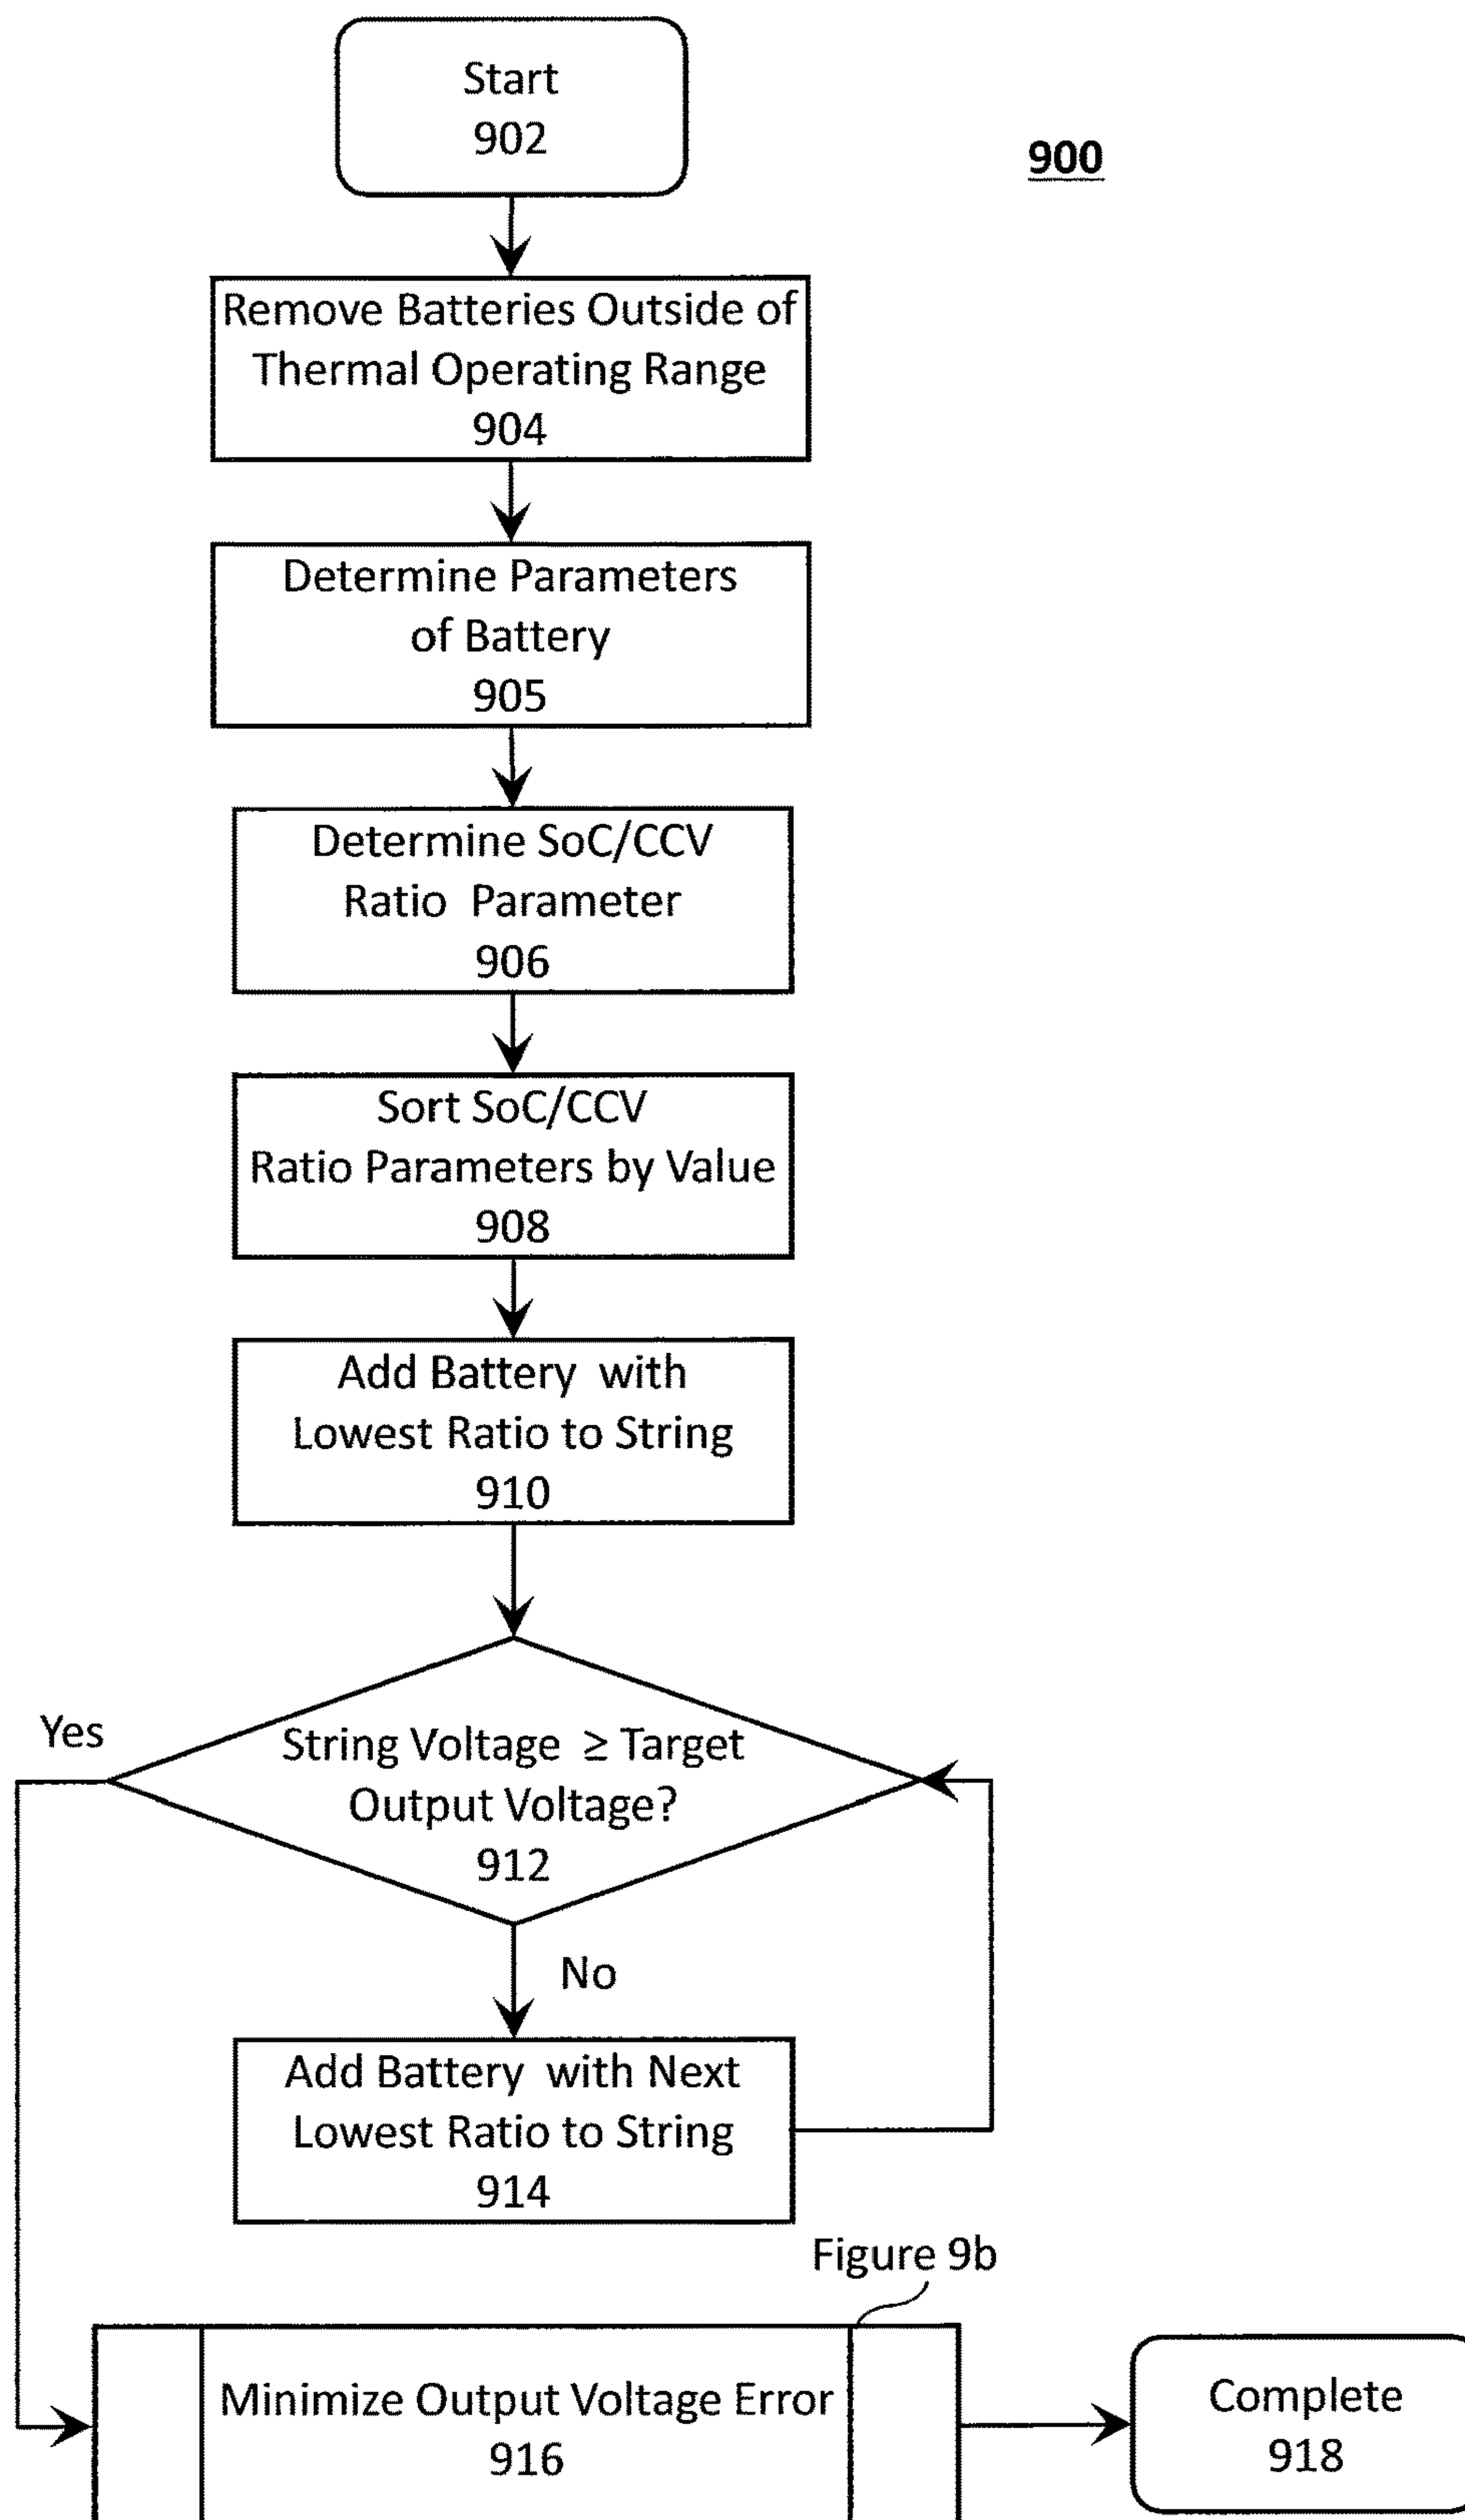 Start
902
900
Remove Batteries Outside of
Thermal Operating Range
904
Determine Parameters
of Battery
905
Determine SoC/CCV
Ratio Parameter
906
Sort SoC/CCV
Ratio Parameters by Value
908
Add Battery with
Lowest Ratio to String
910
Yes
String Voltage ≥ Target
Output Voltage?
912
No
Add Battery with Next
Lowest Ratio to String
914
Figure 9b
Minimize Output Voltage Error
916
Complete
918